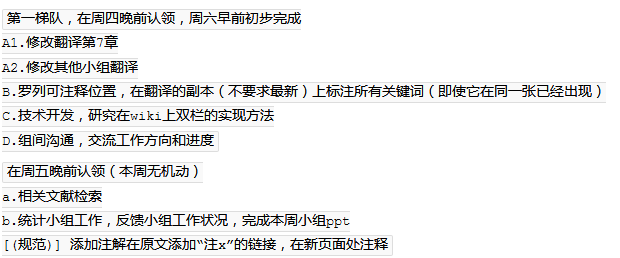 第一梯队，在周四晚前认领，周六早前初步完成
A1.修改翻译第7章
A2.修改其他小组翻译
B.罗列可注释位置，在翻译的副本（不要求最新）上标注所有关键词（即使它在同一张已经出现）
C.技术开发，研究在wiki上双栏的实现方法
D.组间沟通，交流工作方向和进度
在周五晚前认领（本周无机动）
a.相关文献检索
b.统计小组工作，反馈小组工作状况，完成本周小组ppt
[(规范)] 添加注解在原文添加“注x”的链接，在新页面处注释